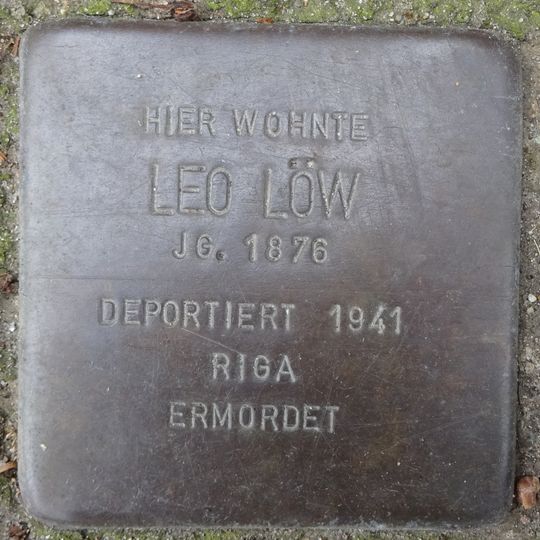 HIER WOHNTE
LEO LÖW
JG. 1876
DEPORTIERT 1941
RIGA
ERMORDET